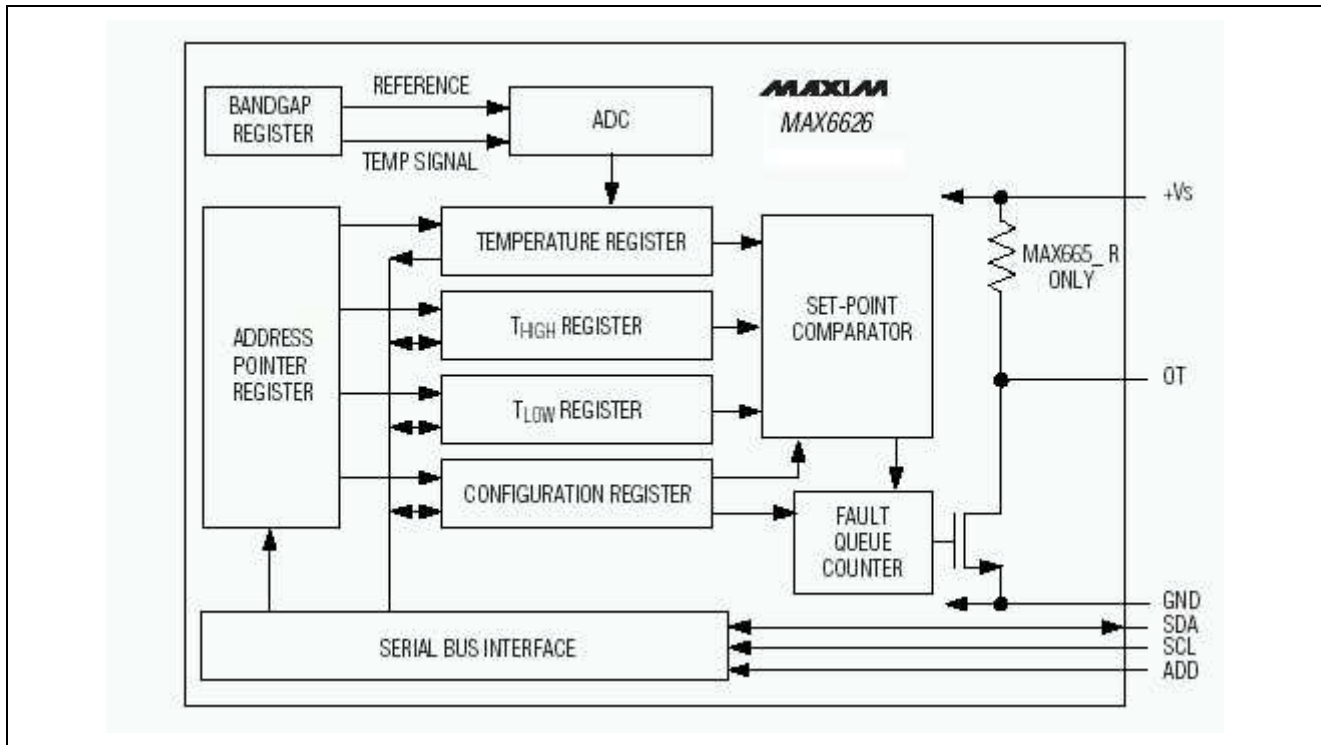 REFERENCE
BANDGAP
REGISTER
TEMP SIGNAL
ADC
MAXIM
MAX6626
+Vs
MAX665_ R
ONLY
OT
GND
SDA
SCL
ADD
ADDRESS
POINTER
REGISTER
TEMPERATURE REGISTER
THIGH REGISTER
TLOW REGISTER
CONFIGURATION REGISTER
SET-POINT
COMPARATOR
FAULT
QUEUE
COUNTER
SERIAL BUS INTERFACE